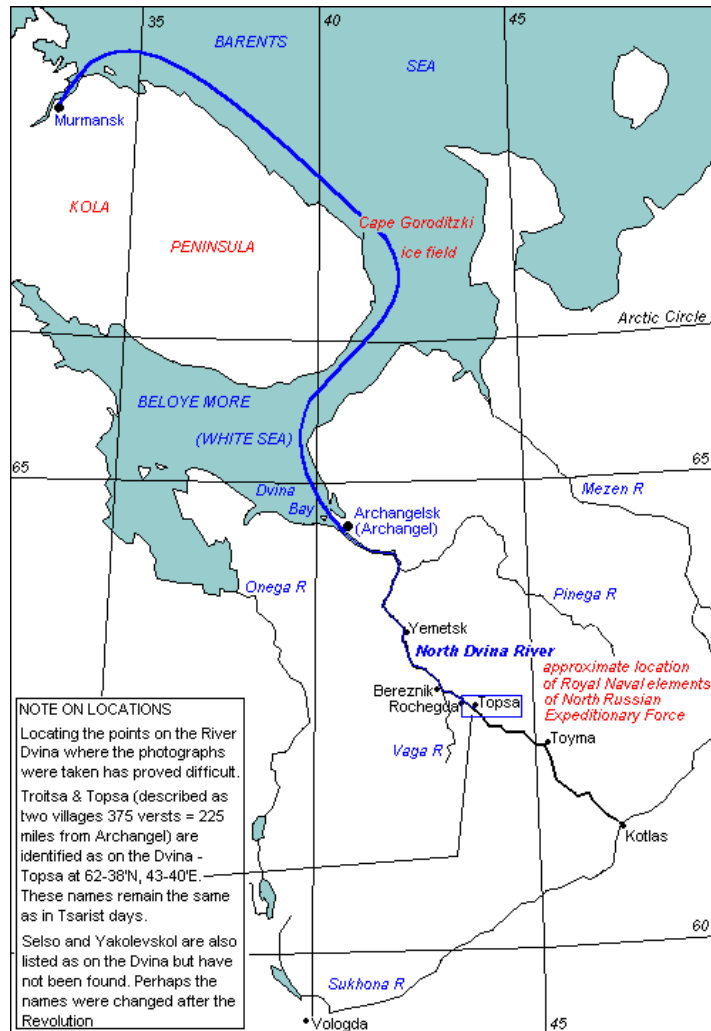 35
40
45
BARENTS
SEA
Murmansk
KOLA
PENINSULA
Cape Goroditzki
ice field
Arctic Circle
BELOYE MORE
(WHITE SEA)
65
65
Dvina
Bay
Mezen R
Archangelsk
(Archangel)
Onega R
Pinega R
Yemetsk
North Dvina River
approximate location
of Royal Naval elements
of North Russian
Expeditionary Force
Bereznik
Rochegda
Topsa
Vaga R
Toyma
Kotlas
NOTE ON LOCATIONS
Locating the points on the River
Dvina where the photographs
were taken has proved difficult.
Troitsa & Topsa (described as
two villages 375 versts = 225
miles from Archangel) are
identified as on the Dvina -
Topsa at 62-38'N, 43-40'E.
These names remain the same
as in Tsarist days.
Selso and Yakolevskol are also
listed as on the Dvina but have
not been found. Perhaps the
names were changed after the
Revolution
60
Sukhona R
Vologda
45